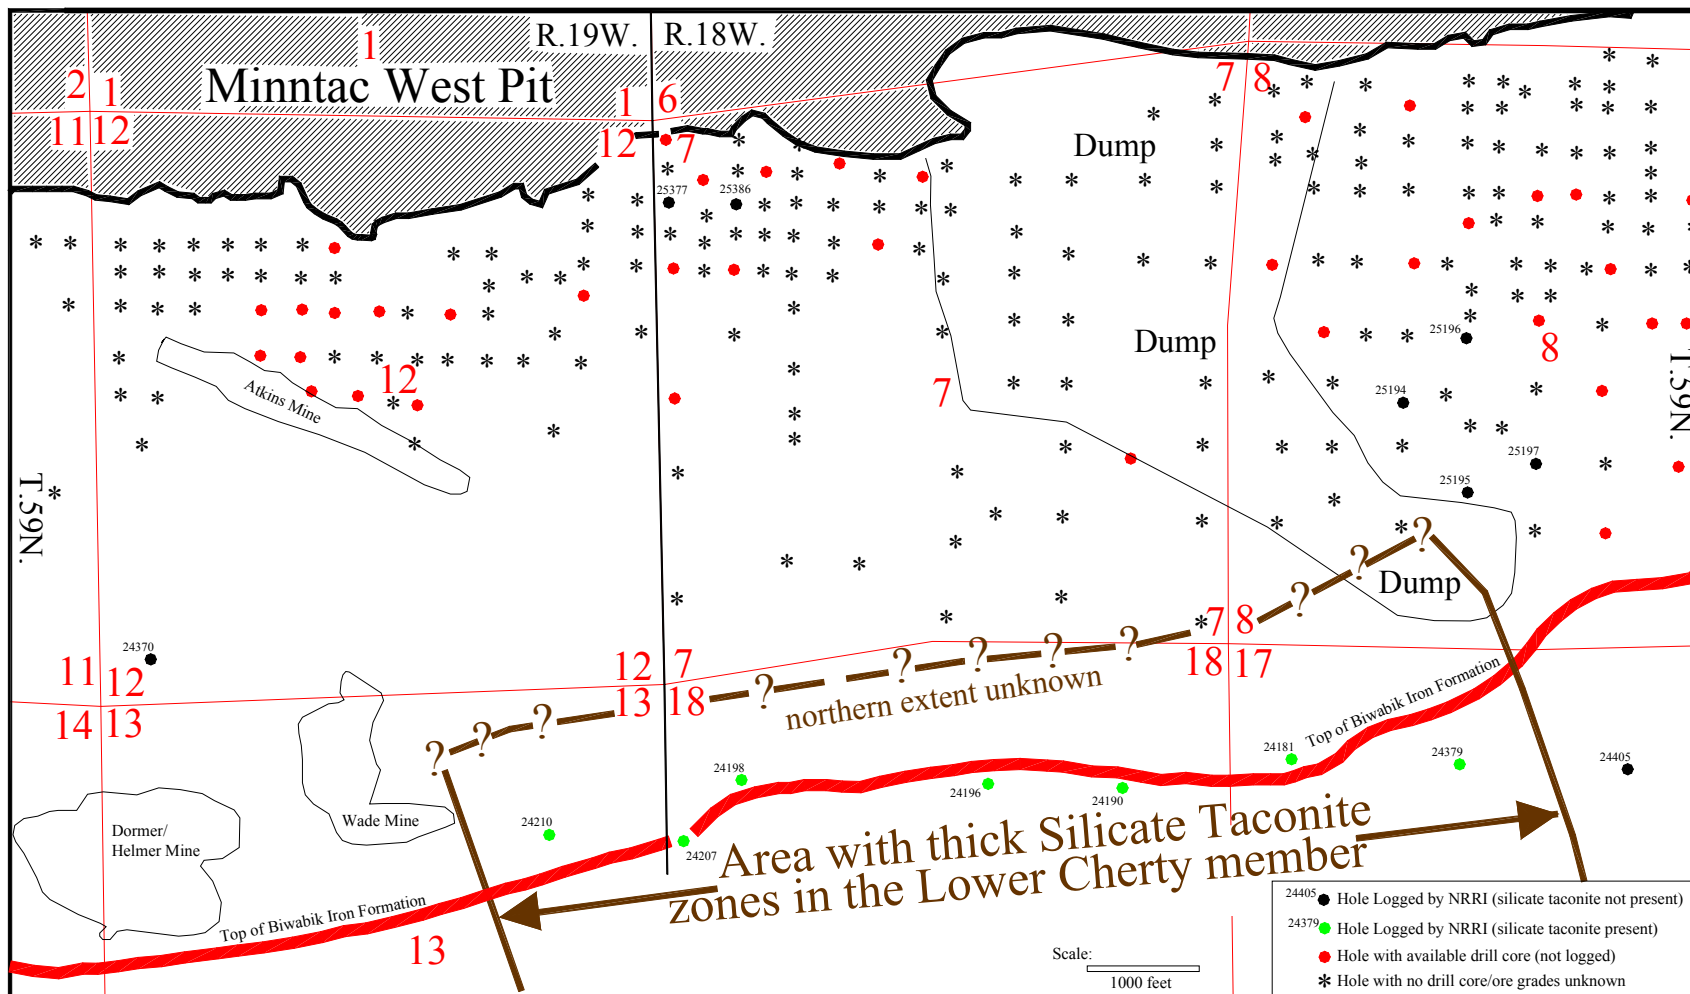 R.19W.
R.18W.
1
Minntac West Pit
2
1
1
6
7
8
11
12
12
7
Dump
25377
25386
Dump
25196
8
T.59N.
Atkins Mine
12
7
25194
25197
25195
T.59N.
Dump
24370
11
12
12
7
7
8
14
13
13
18
18
17
northern extent unknown
Top of Biwabik Iron Formation
24198
24181
24379
24405
24196
24190
Wade Mine
Dormer/
Helmer Mine
24210
24207
Area with thick Silicate Taconite
zones in the Lower Cherty member
Top of Biwabik Iron Formation
13
Scale:
1000 feet
24405 Hole Logged by NRRI (silicate taconite not present)
24379 Hole Logged by NRRI (silicate taconite present)
Hole with available drill core (not logged)
* Hole with no drill core/ore grades unknown
? ? ? ? ? ? ? ? ? ? ?